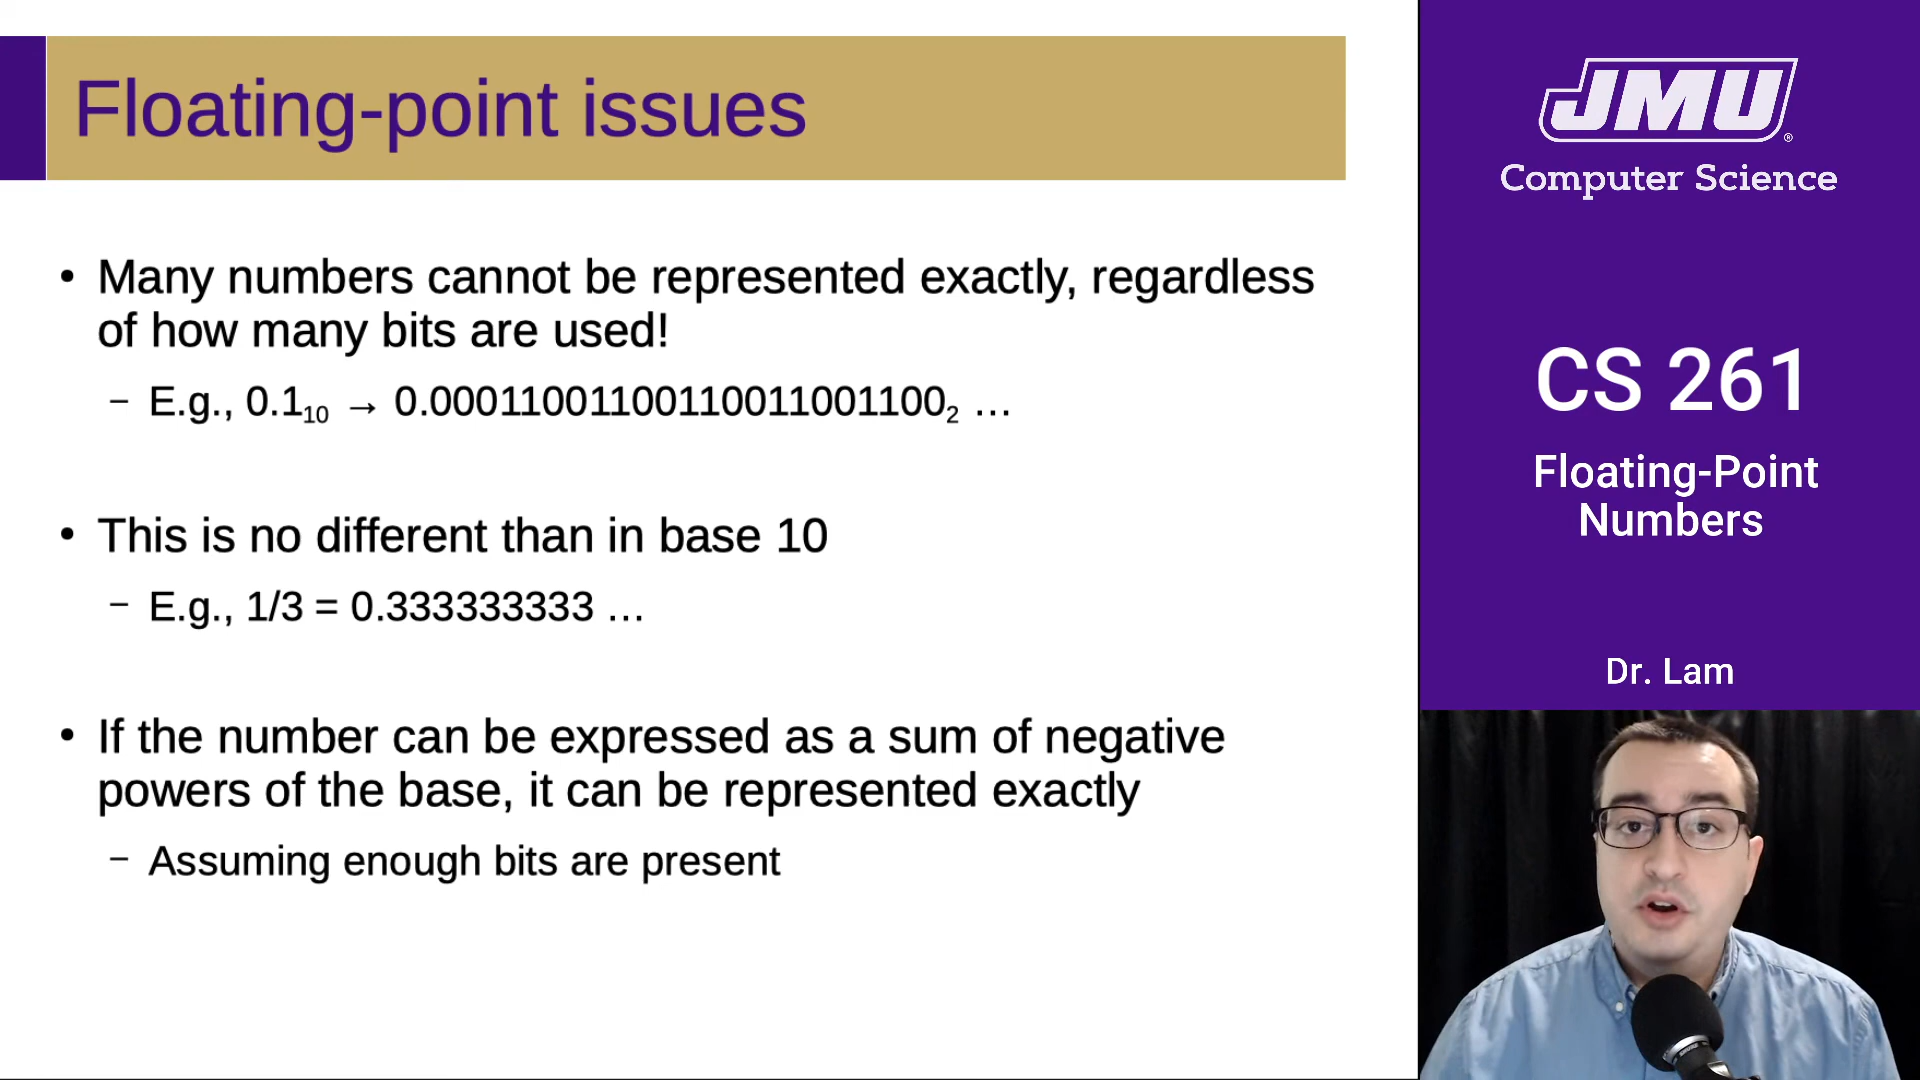 Floating-point issues
• Many numbers cannot be represented exactly, regardless
of how many bits are used!
– E.g., 0.1₁₀ → 0.0001100110011001100110011001100₂ …
• This is no different than in base 10
– E.g., 1/3 = 0.333333333 …
• If the number can be expressed as a sum of negative
powers of the base, it can be represented exactly
– Assuming enough bits are present
JMU®
Computer Science
CS 261
Floating-Point
Numbers
Dr. Lam